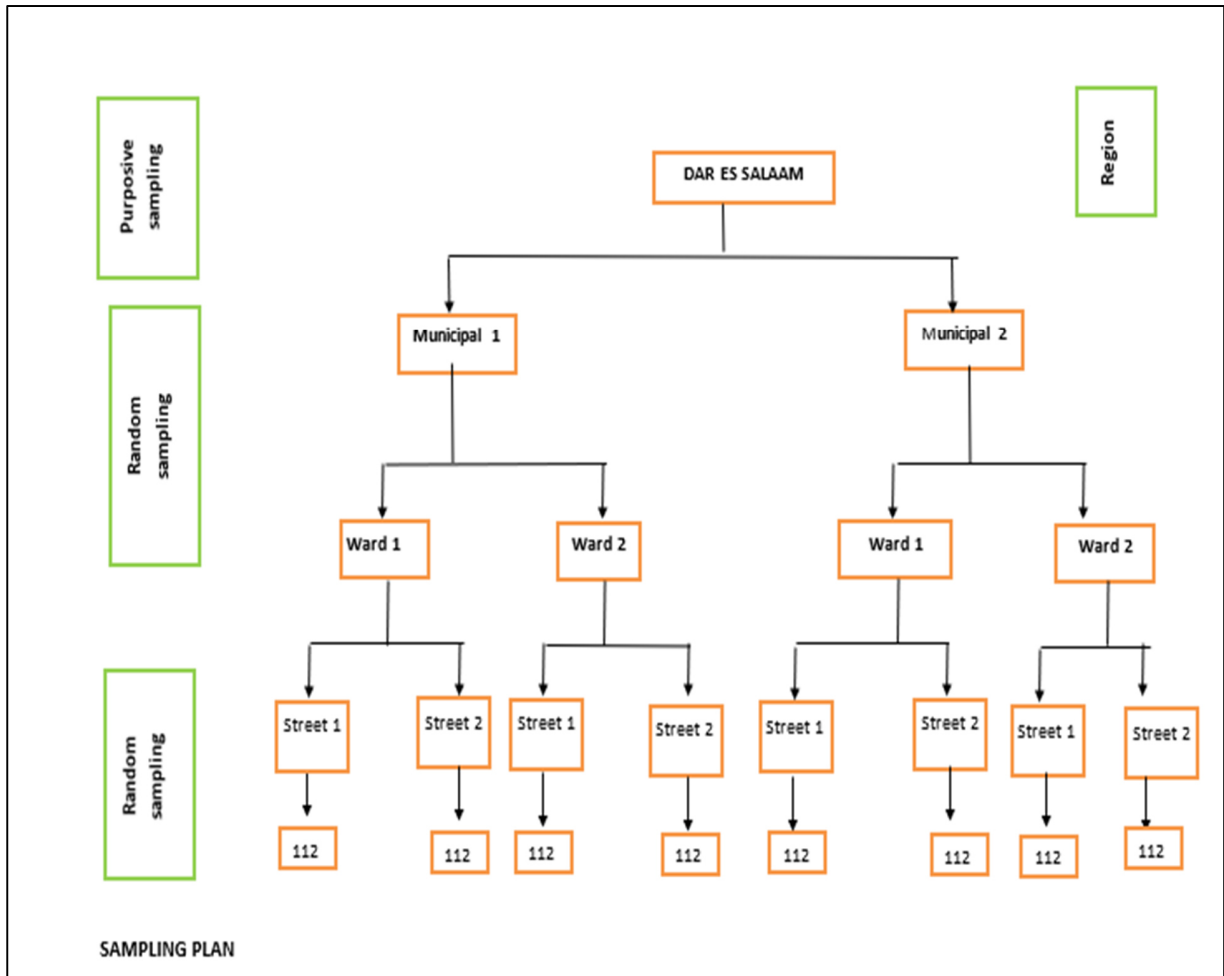 Purposive
sampling
DAR ES SALAAM
Region
Random
sampling
Municipal 1
Municipal 2
Ward 1
Ward 2
Ward 1
Ward 2
Random
sampling
Street 1
Street 2
Street 1
Street 2
Street 1
Street 2
Street 1
Street 2
112
112
112
112
112
112
112
112
SAMPLING PLAN